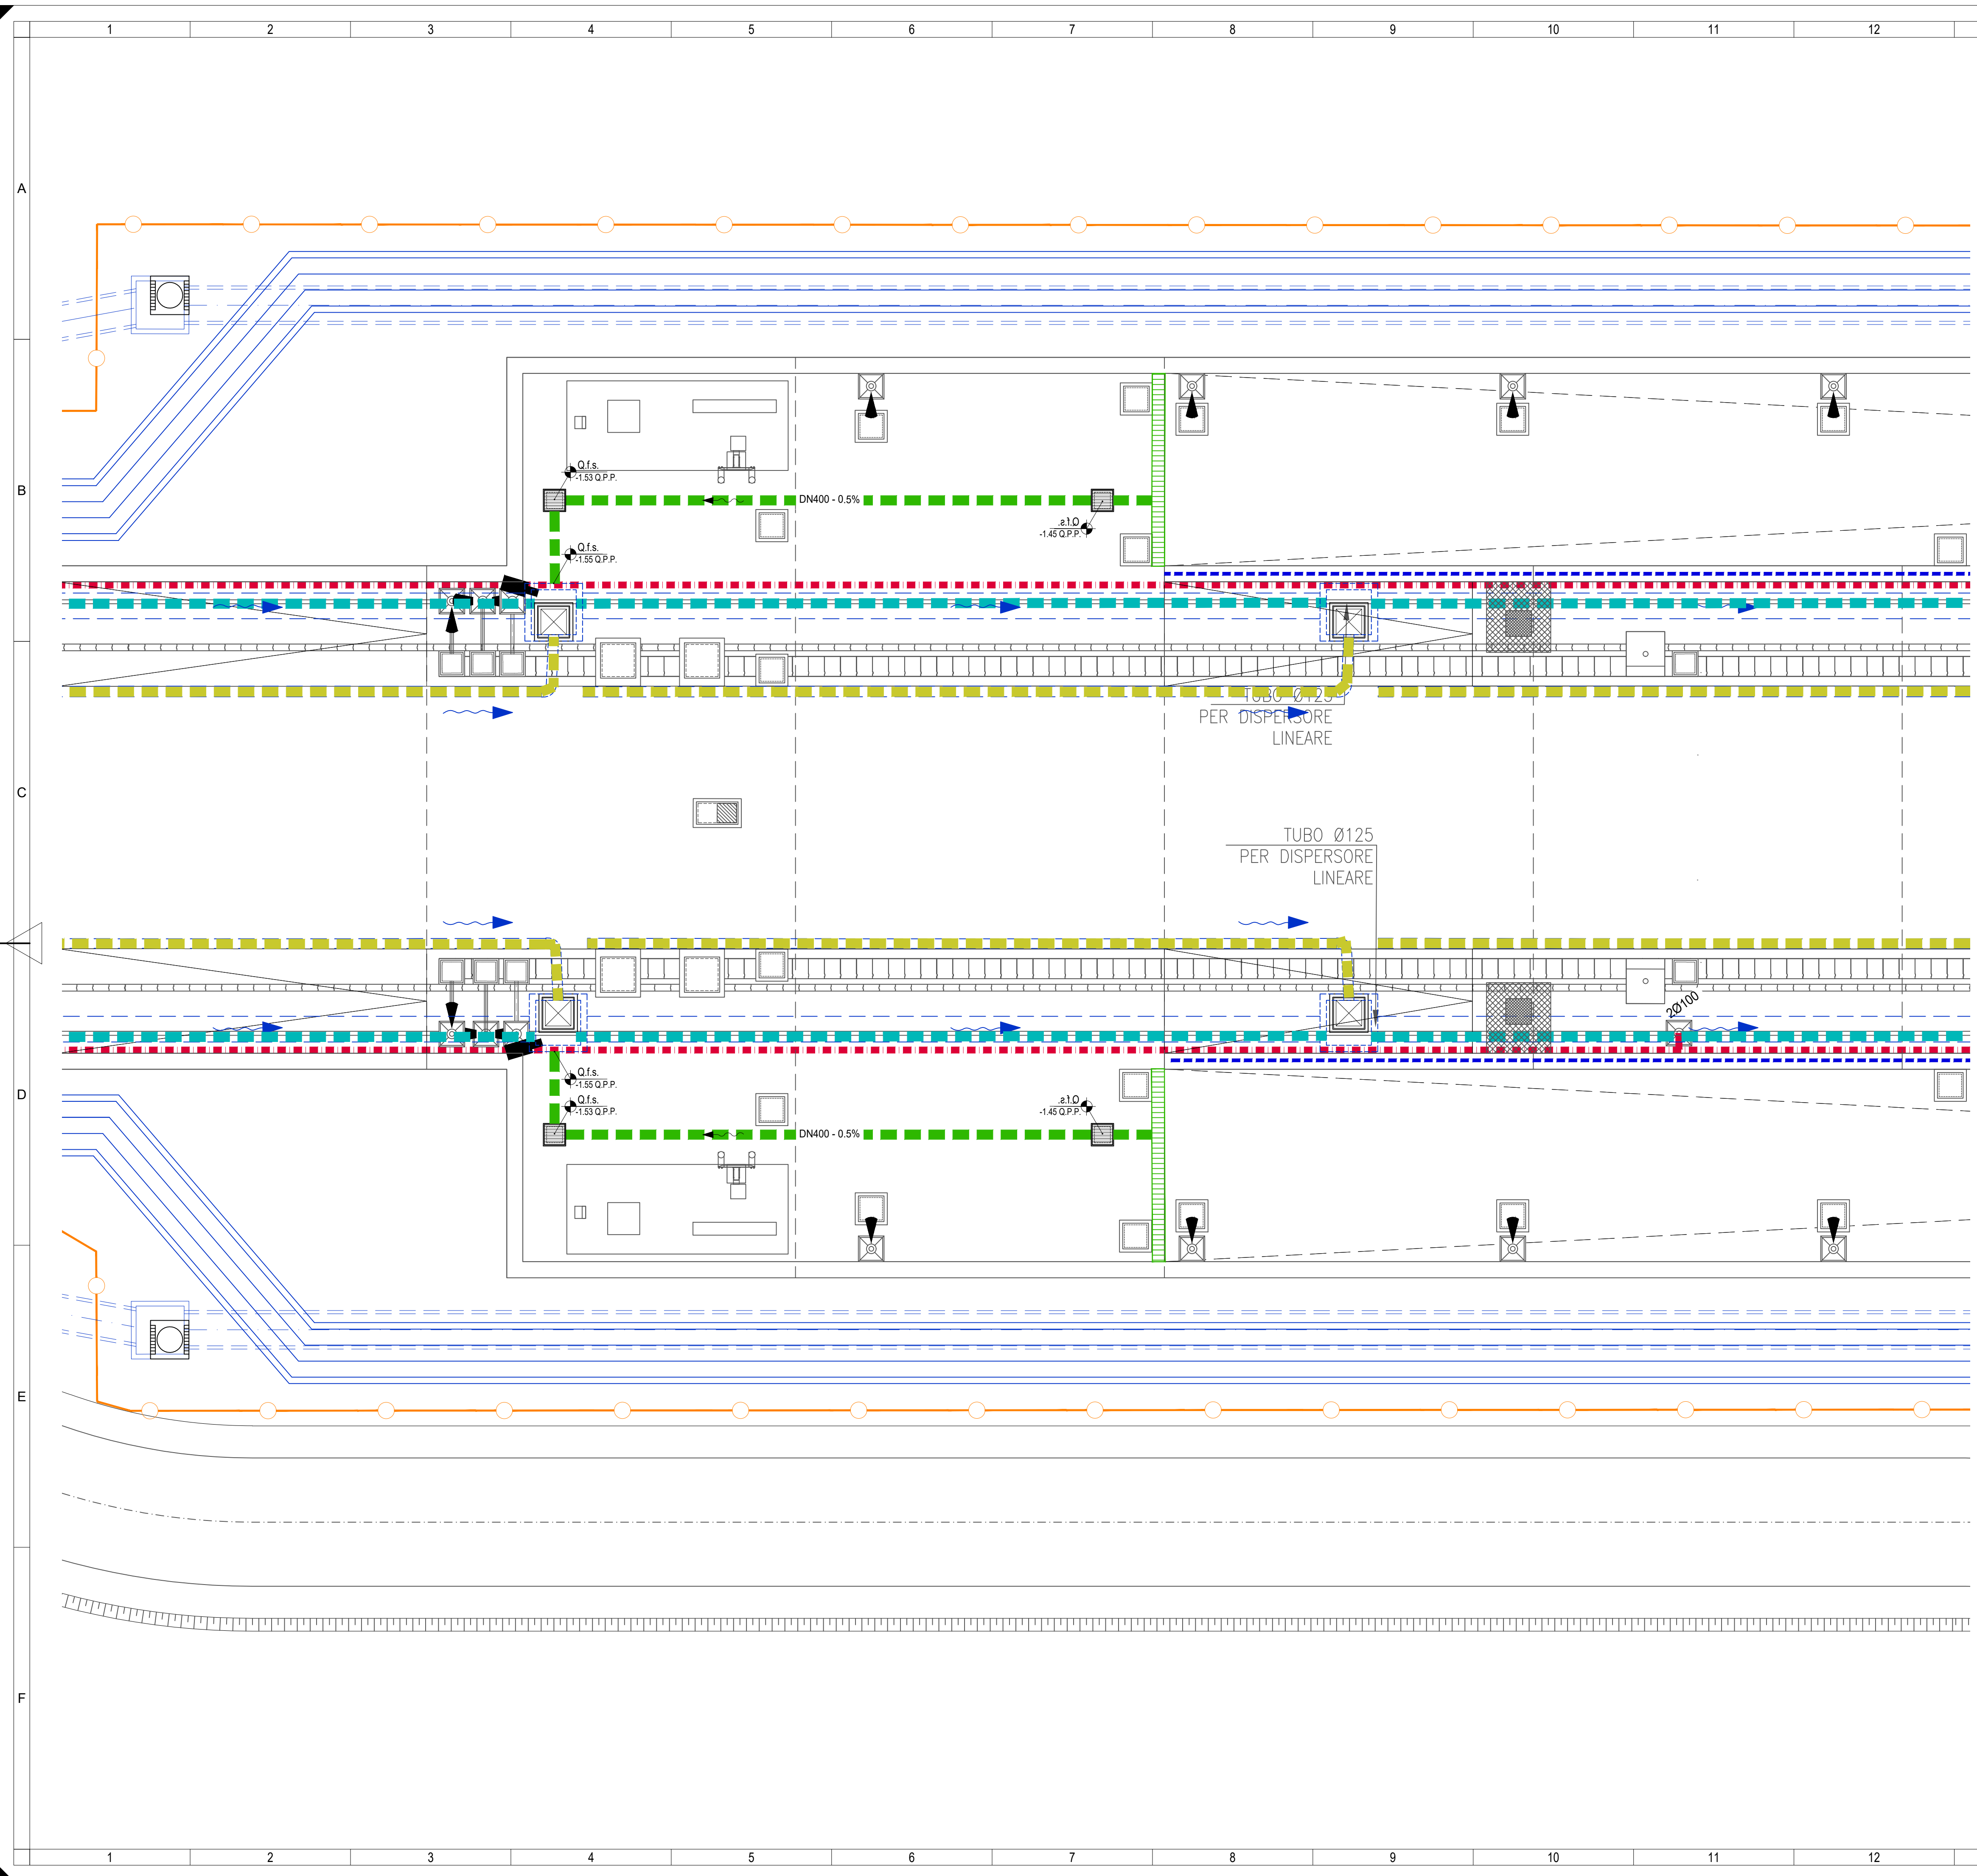 1 2 3 4 5 6 7 8 9 10 11 12
A
B
Q.f.s.
-1.53 Q.P.P.
DN400 - 0.5%
Q.f.s.
-1.45 Q.P.P.
Q.f.s.
-1.55 Q.P.P.
TUBO Ø125
PER DISPERSORE
LINEARE
C
TUBO Ø125
PER DISPERSORE
LINEARE
2Ø100
D
Q.f.s.
-1.55 Q.P.P.
Q.f.s.
-1.53 Q.P.P.
Q.f.s.
-1.45 Q.P.P.
DN400 - 0.5%
E
F
1 2 3 4 5 6 7 8 9 10 11 12